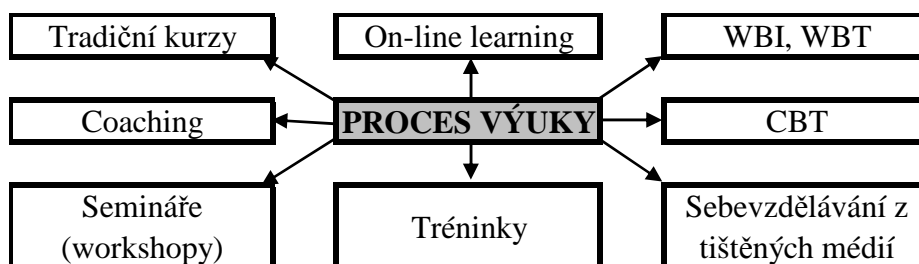 Tradiční kurzy
On-line learning
WBI, WBT
Coaching
PROCES VÝUKY
CBT
Semináře
(workshopy)
Tréninky
Sebevzdělávání z
tištěných médií